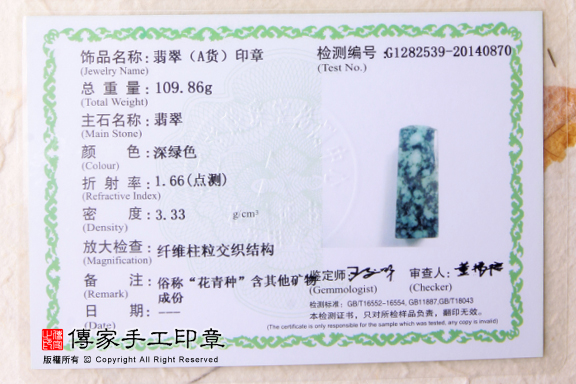 饰品名称：翡翠（A货）印章
(Jewelry Name)
检测编号：G1282539-20140870
(Test No.)
总重量：109.86g
(Total Weight)
主石名称：翡翠
(Main Stone)
颜色：深绿色
(Colour)
折射率：1.66(点测)
(Refractive Index)
密度：3.33 g/cm³
(Density)
放大检查：纤维柱粒交织结构
(Magnification)
备注：俗称“花青种”含其他矿物
成份
(Remark)
日期：---
(Date)
鉴定师
(Gemmologist)
审查人：
(Checker)
检测标准：GB/T16552-16554, GB11887,GB/T18043
本检测证书，只对所检样品负责，翻印无效。
(The certificate is only responsible for the sample which was tested, any copy is invalid.)
傳家手工印章
版權所有 © Copyright All Right Reserved